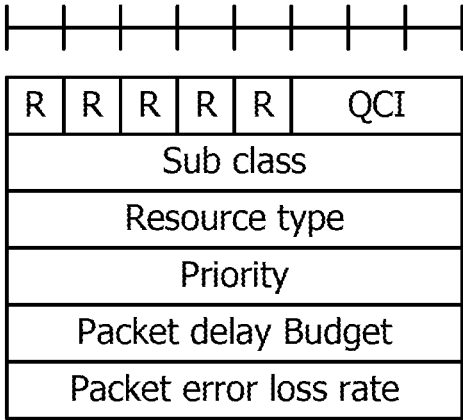 R R R R R QCI
Sub class
Resource type
Priority
Packet delay Budget
Packet error loss rate